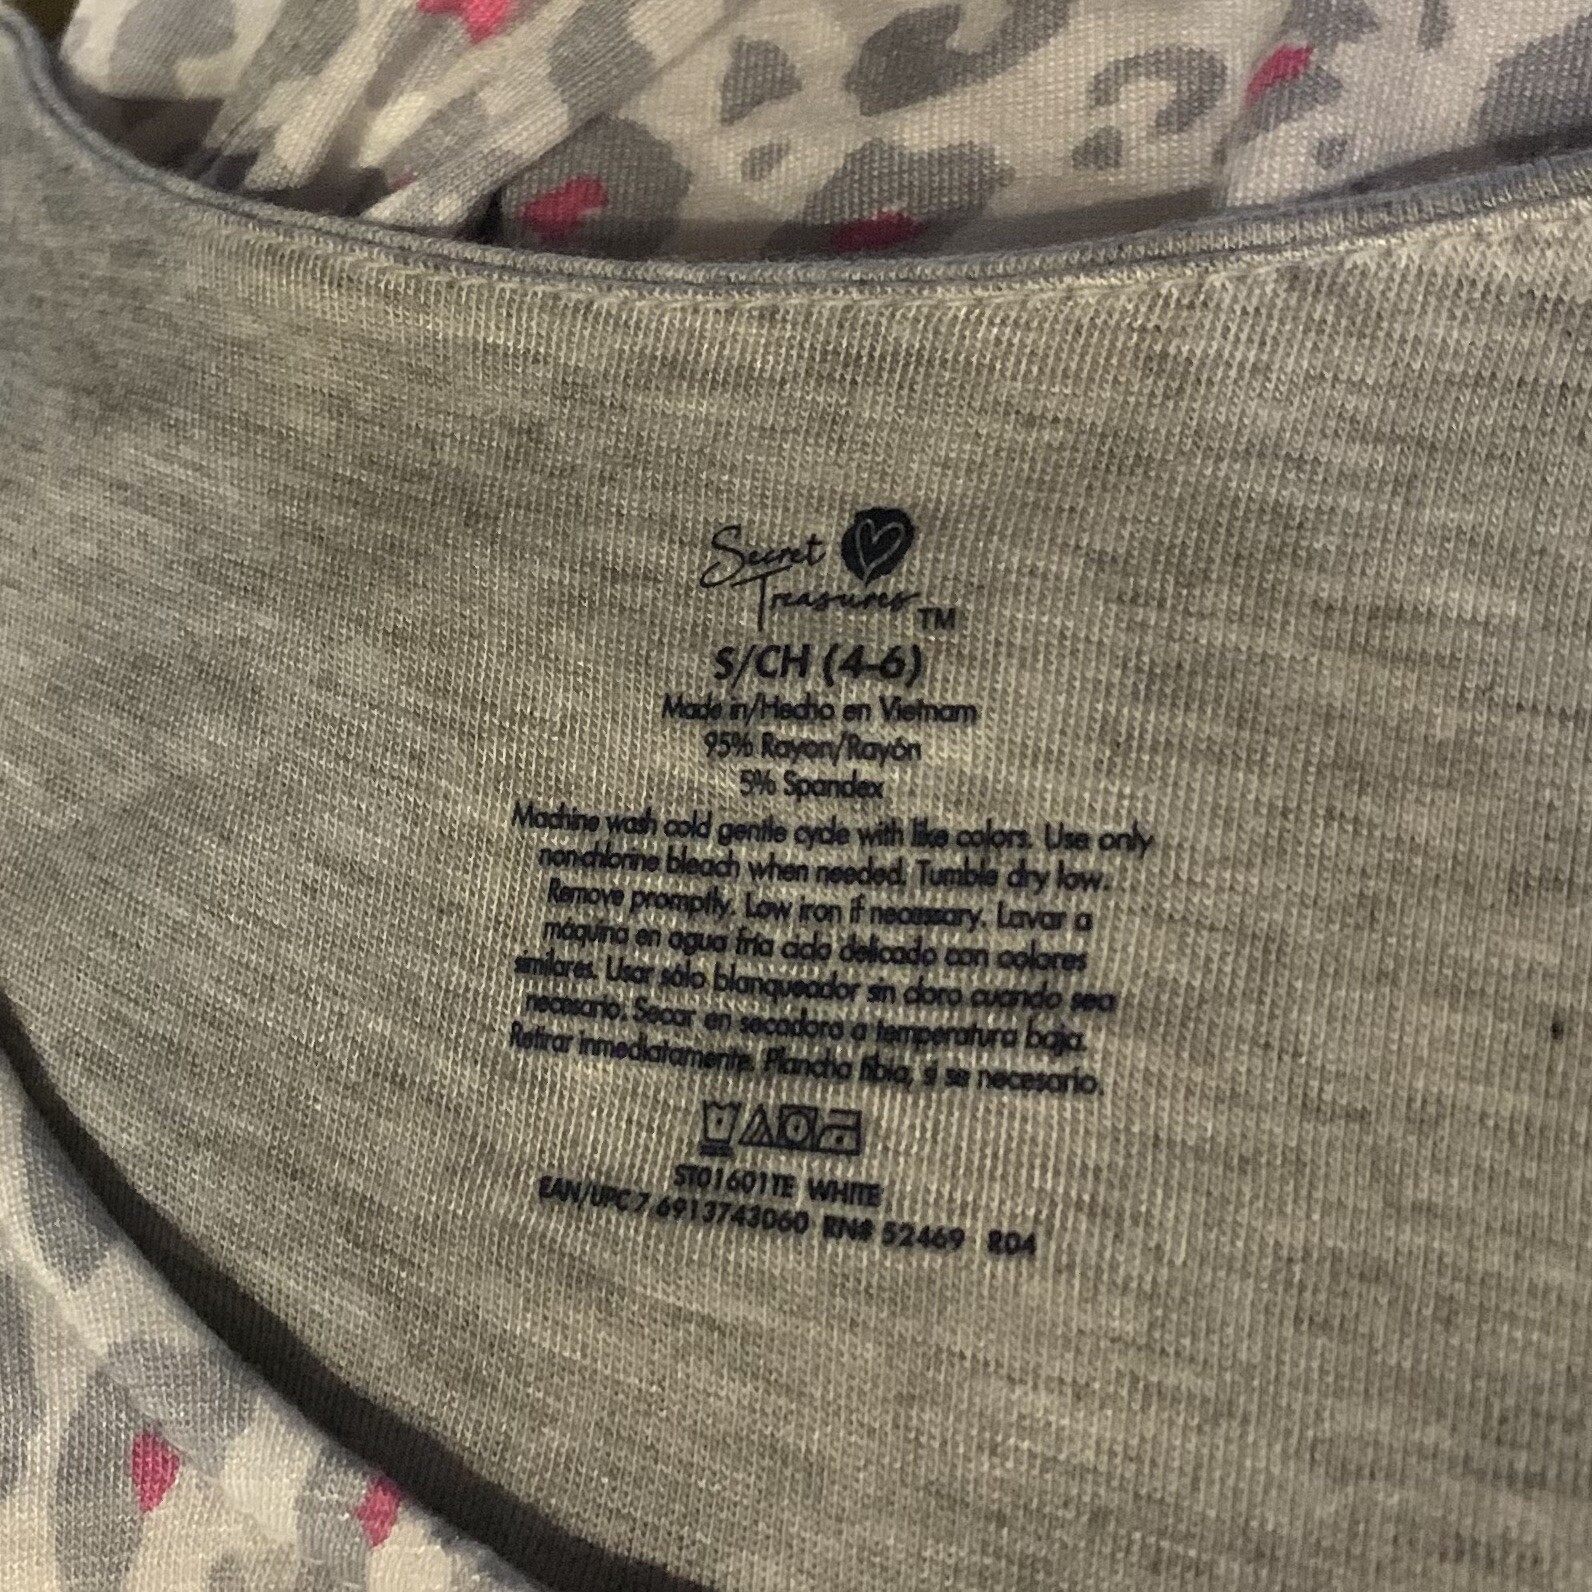 Secret
Treasures TM
S/CH (4-6)
Made in/Hecho en Vietnam
95% Rayon/Rayón
5% Spandex
Machine wash cold gentle cycle with like colors. Use only
non-chlorine bleach when needed. Tumble dry low.
Remove promptly. Low iron if necessary. Lavar a
máquina en agua fría ciclo delicado con colores
similares. Usar sólo blanqueador sin cloro cuando sea
necesario. Secar en secadora a temperatura baja.
Retirar inmediatamente. Plancha tibia, si se necesario.
ST01601TE WHITE
EAN/UPC 7 6913743060 RN# 52469 R04